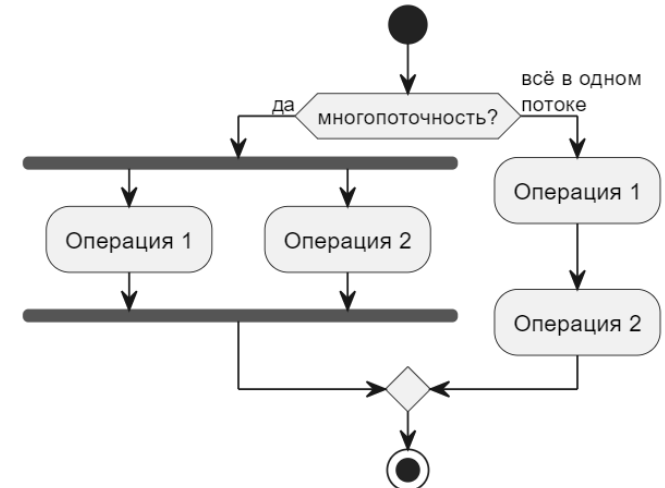 всё в одном
потоке
да
многопоточность?
Операция 1
Операция 2
Операция 1
Операция 2